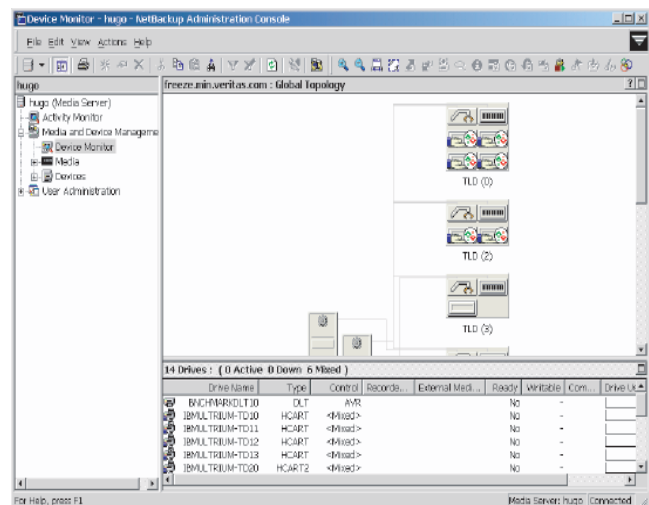 Device Monitor - hugo - NetBackup Administration Console
File Edit View Actions Help
hugo
freeze.min.veritas.com : Global Topology
hugo (Media Server)
Activity Monitor
Media and Device Manageme
Device Monitor
Media
Devices
User Administration
TLD (0)
TLD (2)
TLD (3)
14 Drives : ( 0 Active 0 Down 6 Mixed )
Drive Name Type Control Recorde... External Medi... Ready Writable Com... Drive Us
BNCHMARKDLT10 DLT AVR No -
IBMULTRIUM-TD10 HCART <Mixed> No -
IBMULTRIUM-TD11 HCART <Mixed> No -
IBMULTRIUM-TD12 HCART <Mixed> No -
IBMULTRIUM-TD13 HCART <Mixed> No -
IBMULTRIUM-TD20 HCART2 <Mixed> No -
For Help, press F1
Media Server: hugo Connected